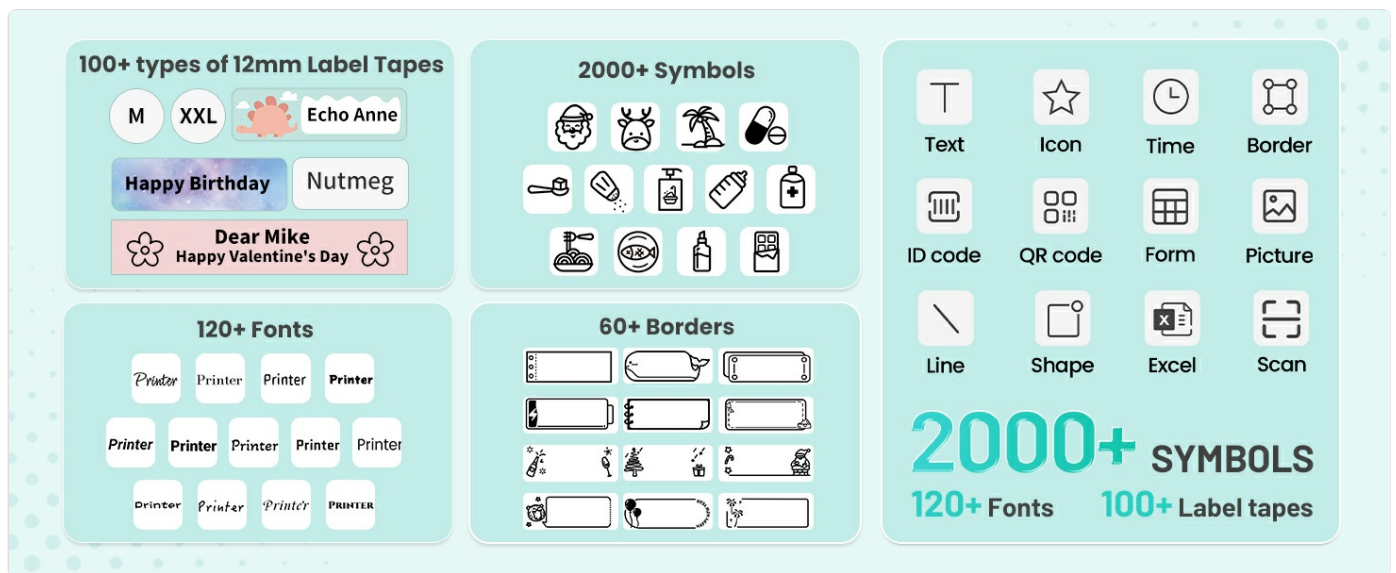 100+ types of 12mm Label Tapes
M
XXL
Echo Anne
Happy Birthday
Nutmeg
Dear Mike
Happy Valentine's Day
2000+ Symbols
120+ Fonts
Printer Printer Printer Printer
Printer Printer Printer Printer Printer
Printer Printer Printer PRINTER
60+ Borders
Text Icon Time Border
ID code QR code Form Picture
X
Line Shape Excel Scan
2000+ SYMBOLS
120+ Fonts 100+ Label tapes